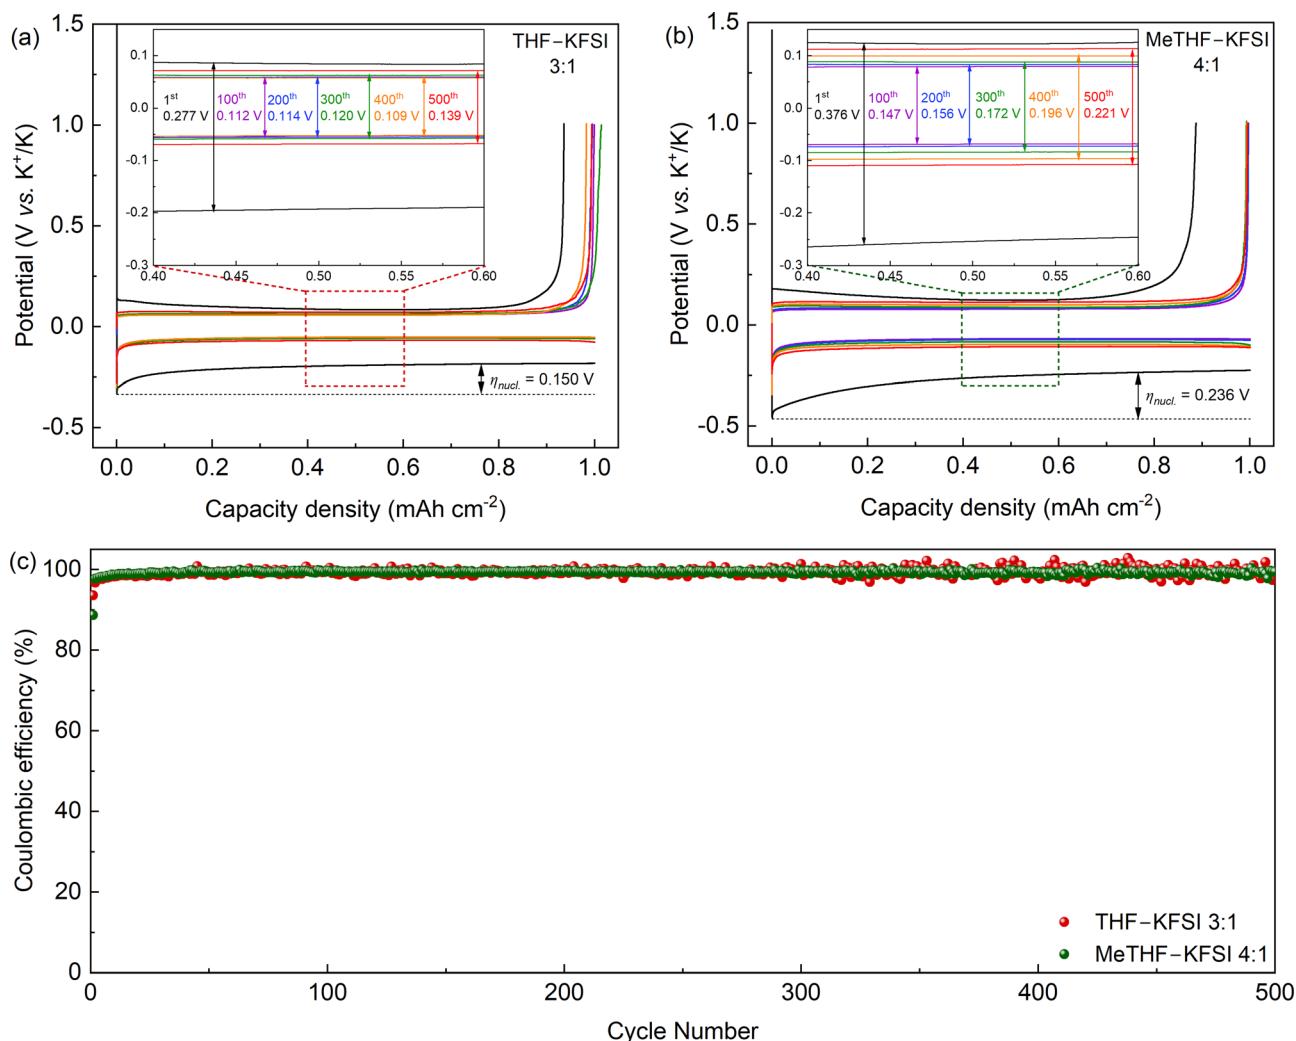 (a)
THF–KFSI
3:1
Potential (V vs. K⁺/K)
1.5
1.0
0.5
0.0
-0.5
0.1
0.0
-0.1
-0.2
-0.3
1ˢᵗ 100ᵗʰ 200ᵗʰ 300ᵗʰ 400ᵗʰ 500ᵗʰ
0.277 V 0.112 V 0.114 V 0.120 V 0.109 V 0.139 V
0.40 0.45 0.50 0.55 0.60
ηnucl. = 0.150 V
0.0 0.2 0.4 0.6 0.8 1.0
Capacity density (mAh cm⁻²)
(b)
MeTHF–KFSI
4:1
Potential (V vs. K⁺/K)
1.5
1.0
0.5
0.0
-0.5
0.1
0.0
-0.1
-0.2
-0.3
1ˢᵗ 100ᵗʰ 200ᵗʰ 300ᵗʰ 400ᵗʰ 500ᵗʰ
0.376 V 0.147 V 0.156 V 0.172 V 0.196 V 0.221 V
0.40 0.45 0.50 0.55 0.60
ηnucl. = 0.236 V
0.0 0.2 0.4 0.6 0.8 1.0
Capacity density (mAh cm⁻²)
(c)
Coulombic efficiency (%)
100
80
60
40
20
0
THF–KFSI 3:1
MeTHF–KFSI 4:1
0 100 200 300 400 500
Cycle Number